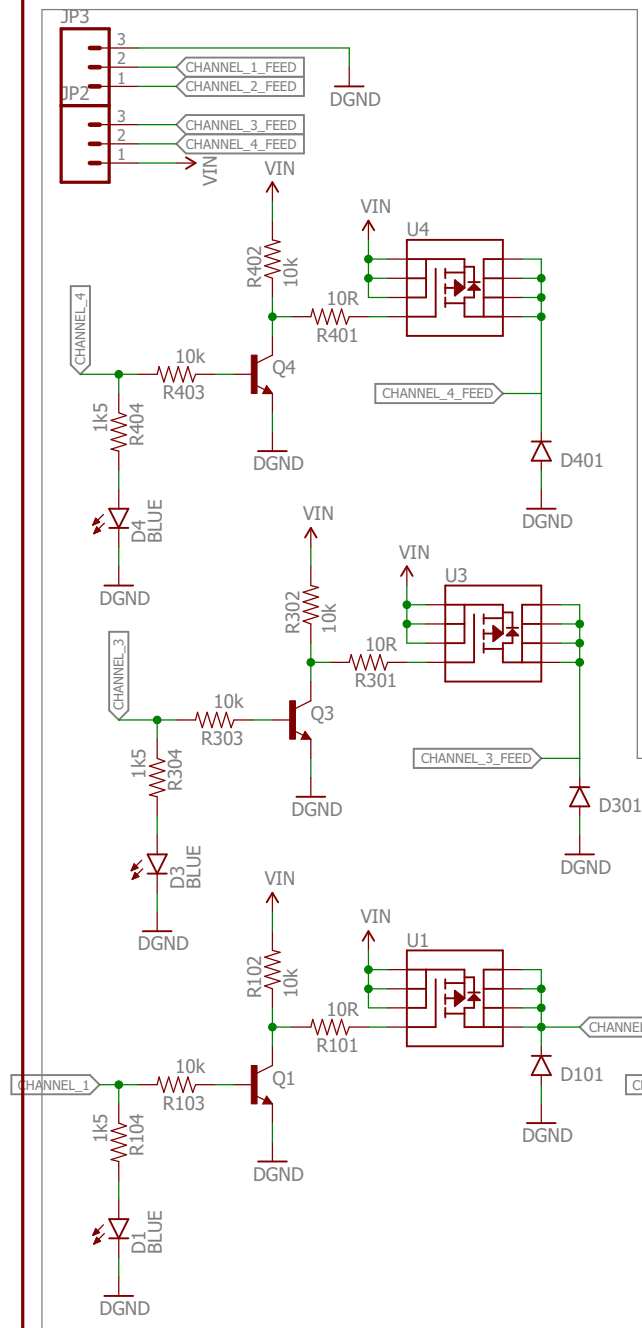 JP3
3
2
1
CHANNEL_1_FEED
CHANNEL_2_FEED
DGND
JP2
3
2
1
CHANNEL_3_FEED
CHANNEL_4_FEED
VIN
VIN
R402
10k
VIN
U4
10R
R401
CHANNEL_4
10k
R403
Q4
DGND
1k5
R404
D4
BLUE
DGND
CHANNEL_4_FEED
D401
DGND
VIN
R302
10k
VIN
U3
10R
R301
CHANNEL_3
10k
R303
Q3
DGND
1k5
R304
D3
BLUE
DGND
CHANNEL_3_FEED
D301
DGND
VIN
R102
10k
VIN
U1
10R
R101
CHANNEL
CHANNEL_1
10k
R103
Q1
DGND
1k5
R104
D1
BLUE
DGND
D101
DGND